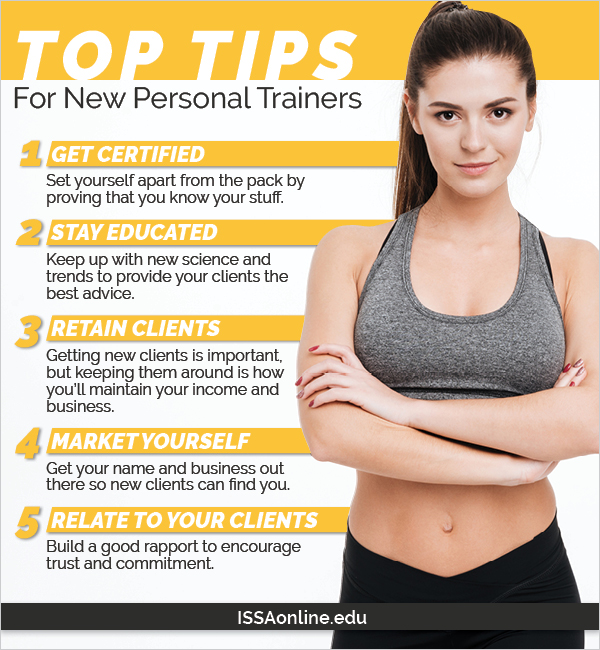 TOP TIPS
For New Personal Trainers
1 GET CERTIFIED
Set yourself apart from the pack by
proving that you know your stuff.
2 STAY EDUCATED
Keep up with new science and
trends to provide your clients the
best advice.
3 RETAIN CLIENTS
Getting new clients is important,
but keeping them around is how
you'll maintain your income and
business.
4 MARKET YOURSELF
Get your name and business out
there so new clients can find you.
5 RELATE TO YOUR CLIENTS
Build a good rapport to encourage
trust and commitment.
ISSAonline.edu